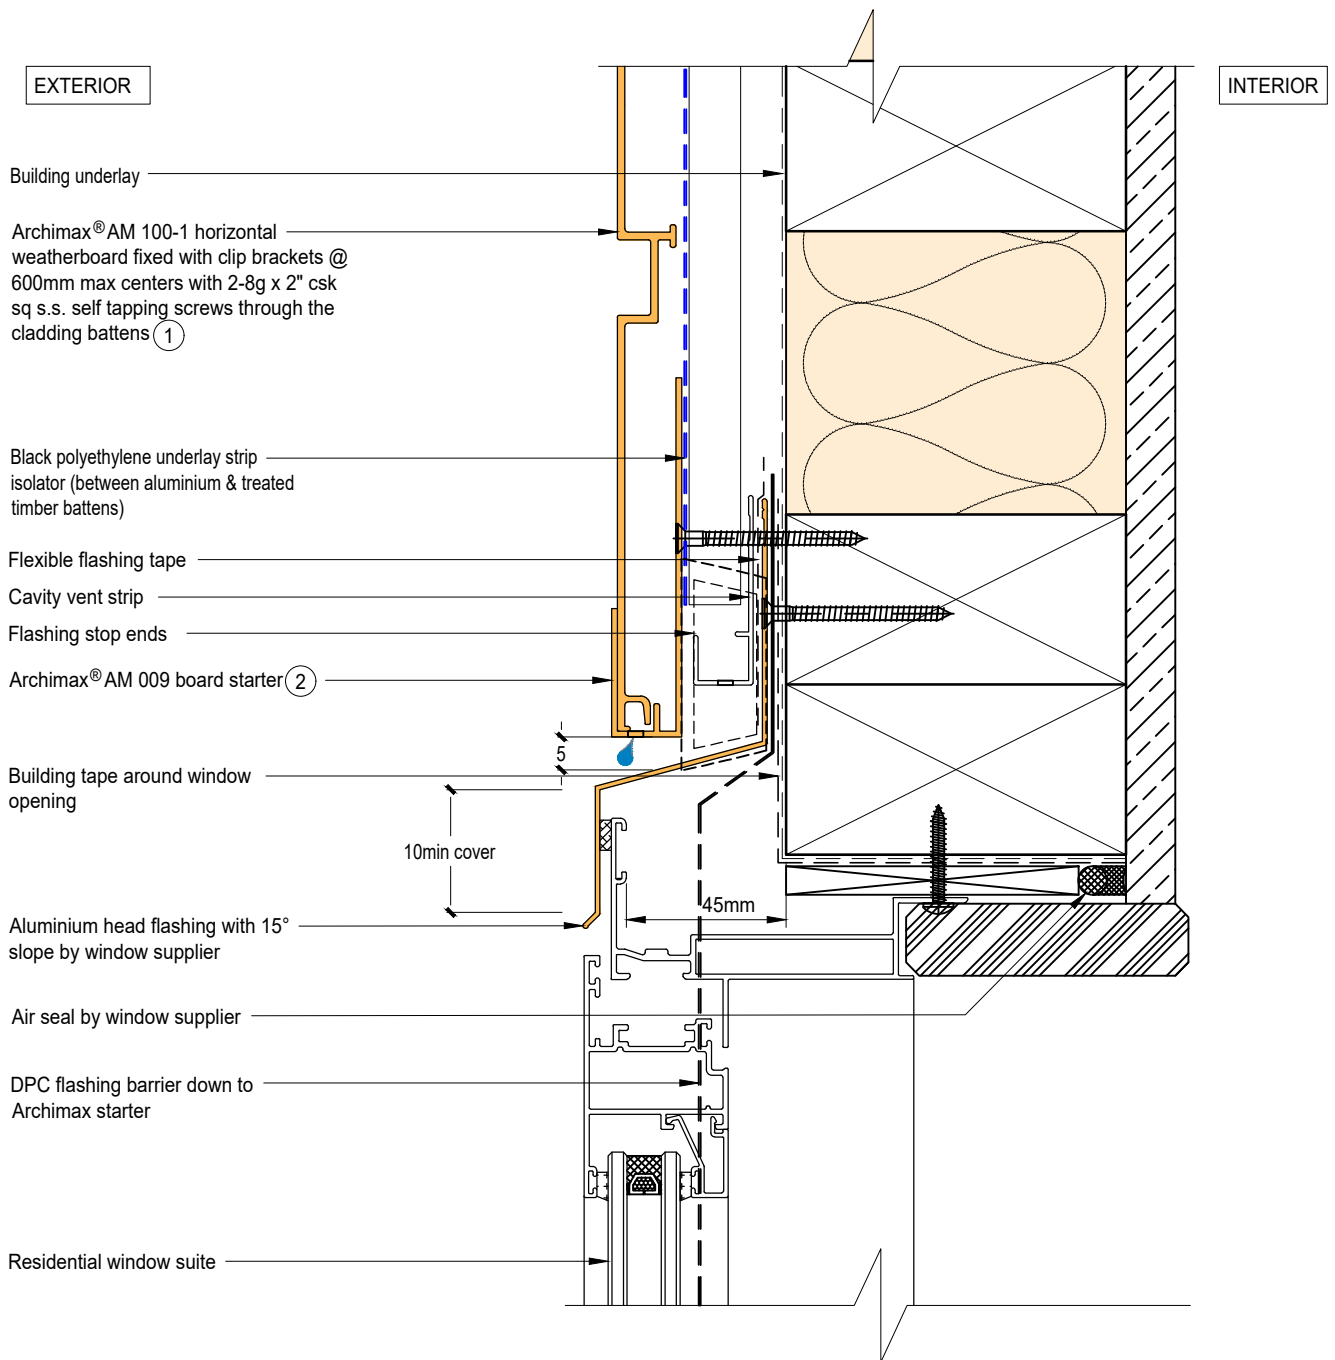 EXTERIOR
INTERIOR
Building underlay
Archimax® AM 100-1 horizontal
weatherboard fixed with clip brackets @
600mm max centers with 2-8g x 2" csk
sq s.s. self tapping screws through the
cladding battens 1
Black polyethylene underlay strip
isolator (between aluminium & treated
timber battens)
Flexible flashing tape
Cavity vent strip
Flashing stop ends
Archimax® AM 009 board starter 2
5
Building tape around window
opening
10min cover
45mm
Aluminium head flashing with 15°
slope by window supplier
Air seal by window supplier
DPC flashing barrier down to
Archimax starter
Residential window suite